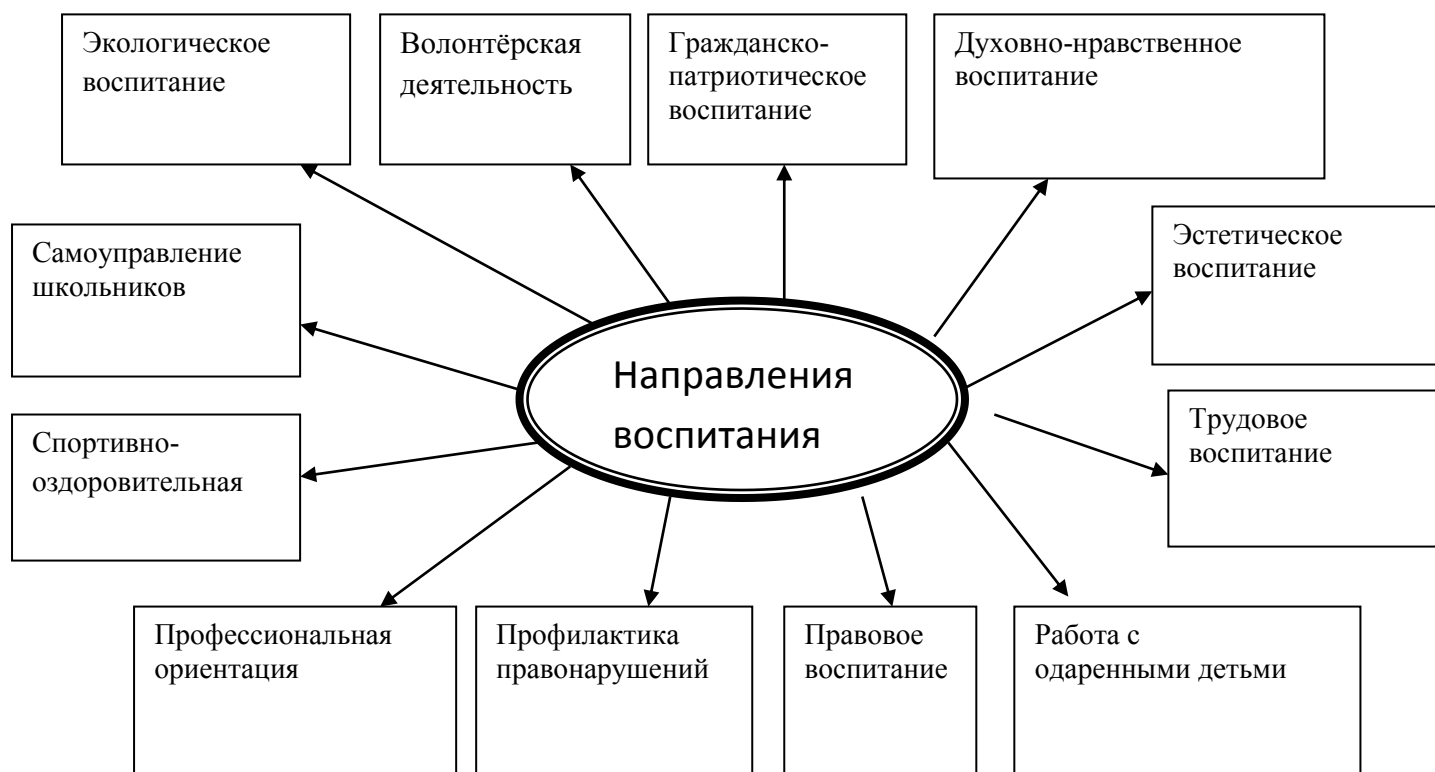 Экологическое
воспитание
Волонтёрская
деятельность
Гражданско-
патриотическое
воспитание
Духовно-нравственное
воспитание
Самоуправление
школьников
Эстетическое
воспитание
Направления
воспитания
Спортивно-
оздоровительная
Трудовое
воспитание
Профессиональная
ориентация
Профилактика
правонарушений
Правовое
воспитание
Работа с
одаренными детьми